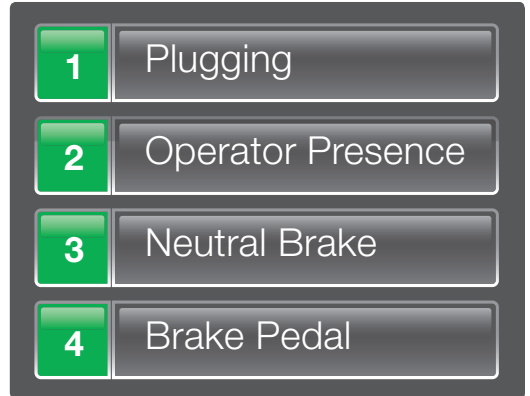 1 Plugging
2 Operator Presence
3 Neutral Brake
4 Brake Pedal